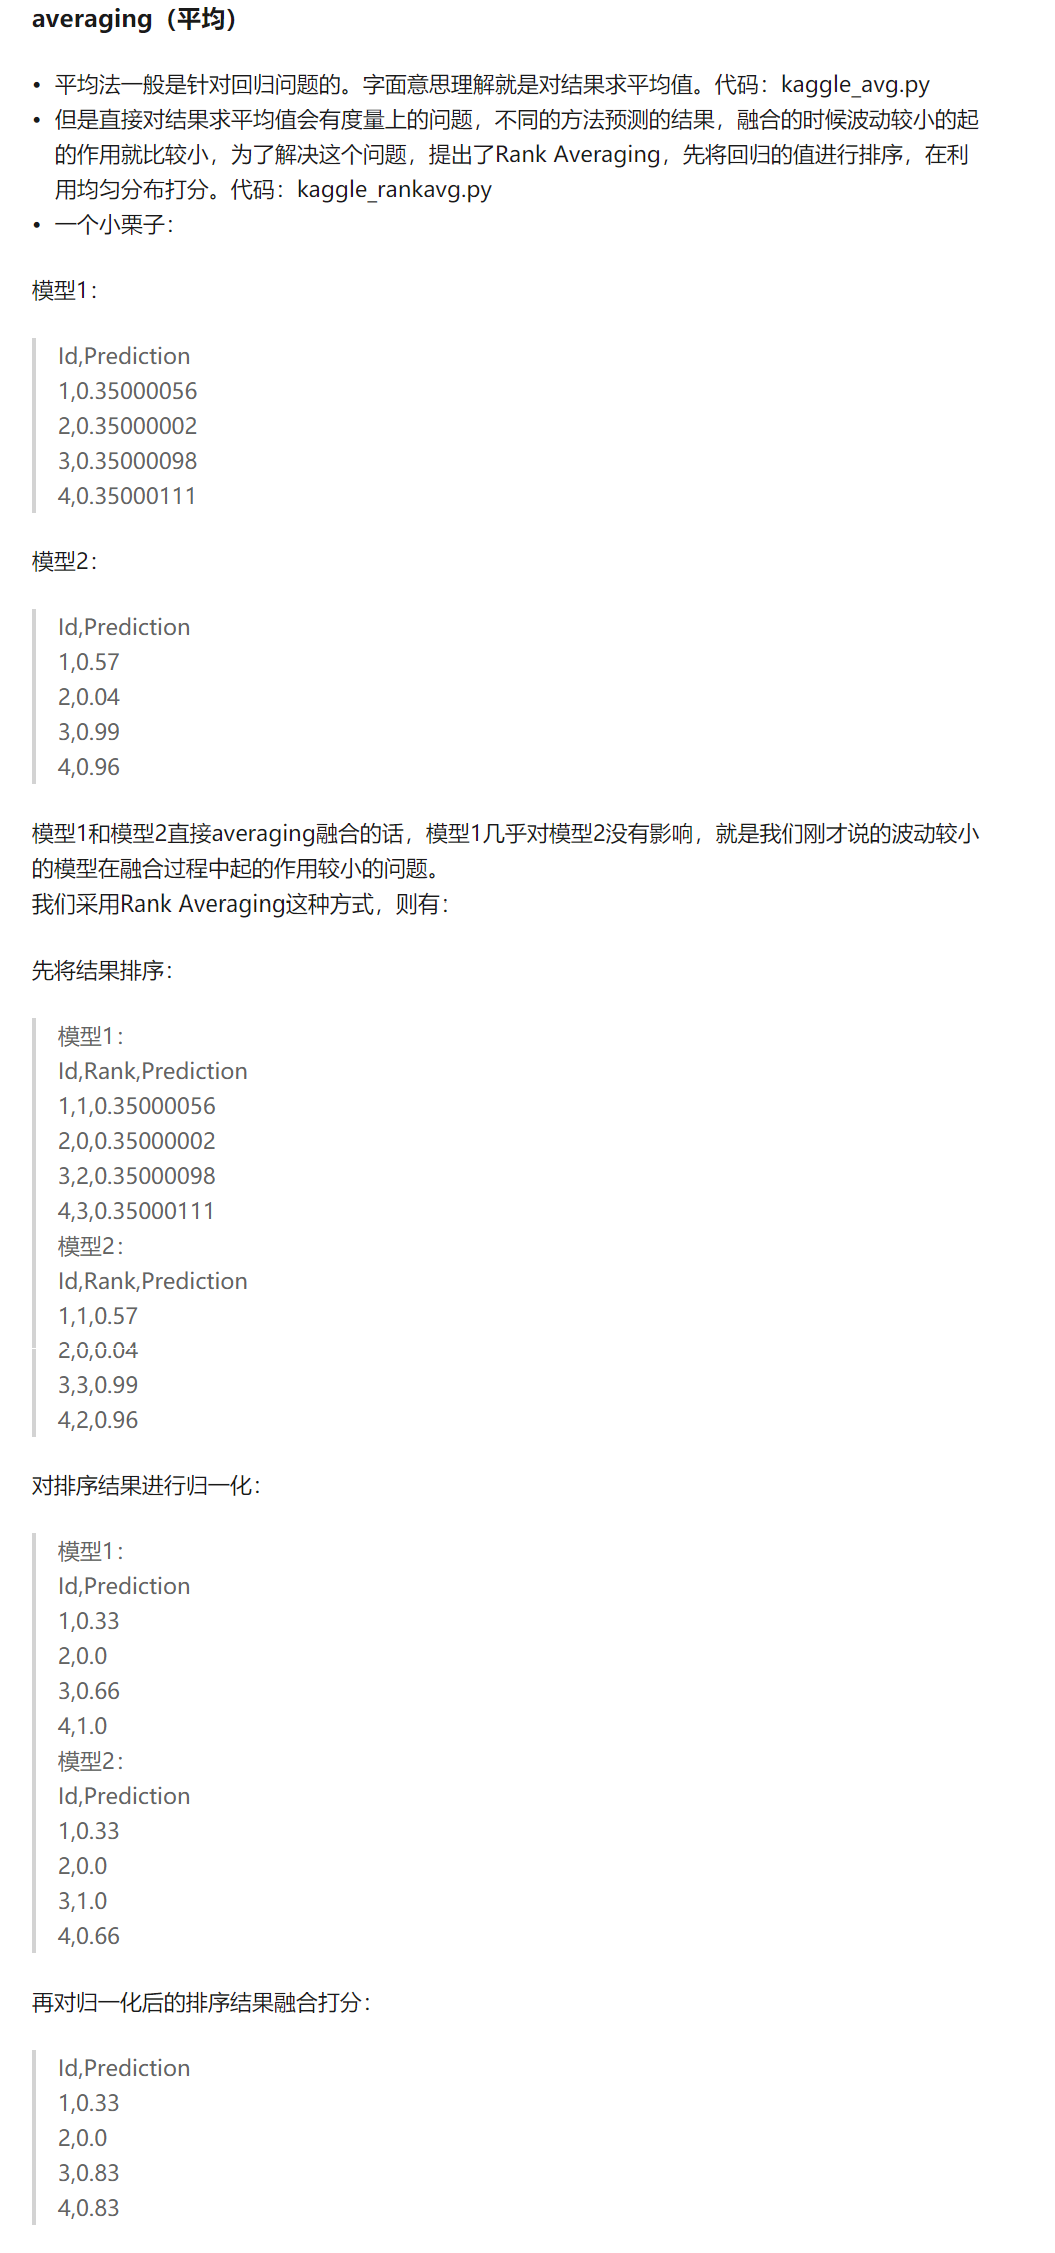 averaging（平均）
• 平均法一般是针对回归问题的。字面意思理解就是对结果求平均值。代码：kaggle_avg.py
• 但是直接对结果求平均值会有度量上的问题，不同的方法预测的结果，融合的时候波动较小的起
的作用就比较小，为了解决这个问题，提出了Rank Averaging，先将回归的值进行排序，在利
用均匀分布打分。代码：kaggle_rankavg.py
• 一个小栗子：
模型1：
Id,Prediction
1,0.35000056
2,0.35000002
3,0.35000098
4,0.35000111
模型2：
Id,Prediction
1,0.57
2,0.04
3,0.99
4,0.96
模型1和模型2直接averaging融合的话，模型1几乎对模型2没有影响，就是我们刚才说的波动较小
的模型在融合过程中起的作用较小的问题。
我们采用Rank Averaging这种方式，则有：
先将结果排序：
模型1：
Id,Rank,Prediction
1,1,0.35000056
2,0,0.35000002
3,2,0.35000098
4,3,0.35000111
模型2：
Id,Rank,Prediction
1,1,0.57
2,0,0.04
3,3,0.99
4,2,0.96
对排序结果进行归一化：
模型1：
Id,Prediction
1,0.33
2,0.0
3,0.66
4,1.0
模型2：
Id,Prediction
1,0.33
2,0.0
3,1.0
4,0.66
再对归一化后的排序结果融合打分：
Id,Prediction
1,0.33
2,0.0
3,0.83
4,0.83